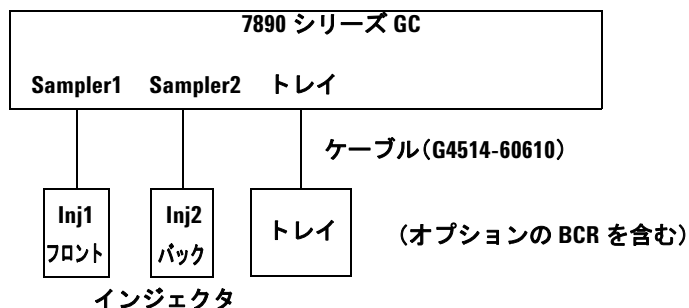 7890 シリーズ GC
Sampler1 Sampler2 トレイ
ケーブル(G4514-60610)
Inj1 Inj2 トレイ (オプションの BCR を含む)
フロント バック
インジェクタ